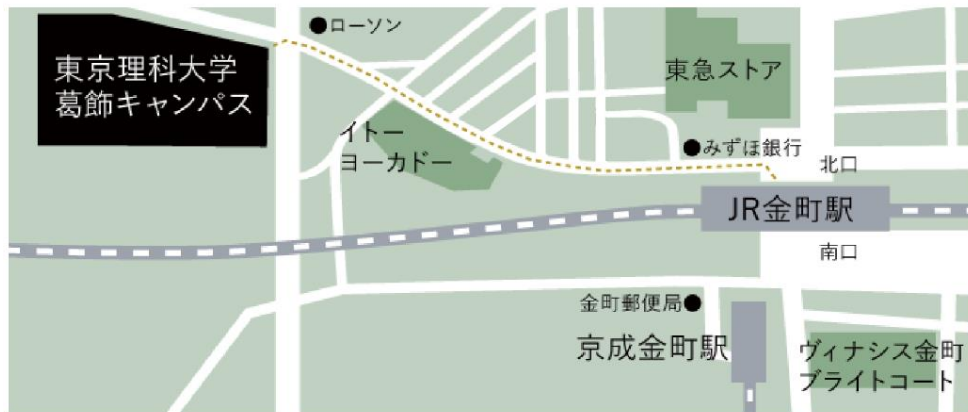 ローソン
東京理科大学
葛飾キャンパス
東急ストア
イトー
ヨーカドー
みずほ銀行
北口
JR金町駅
南口
金町郵便局
京成金町駅
ヴィナシス金町
ブライトコート